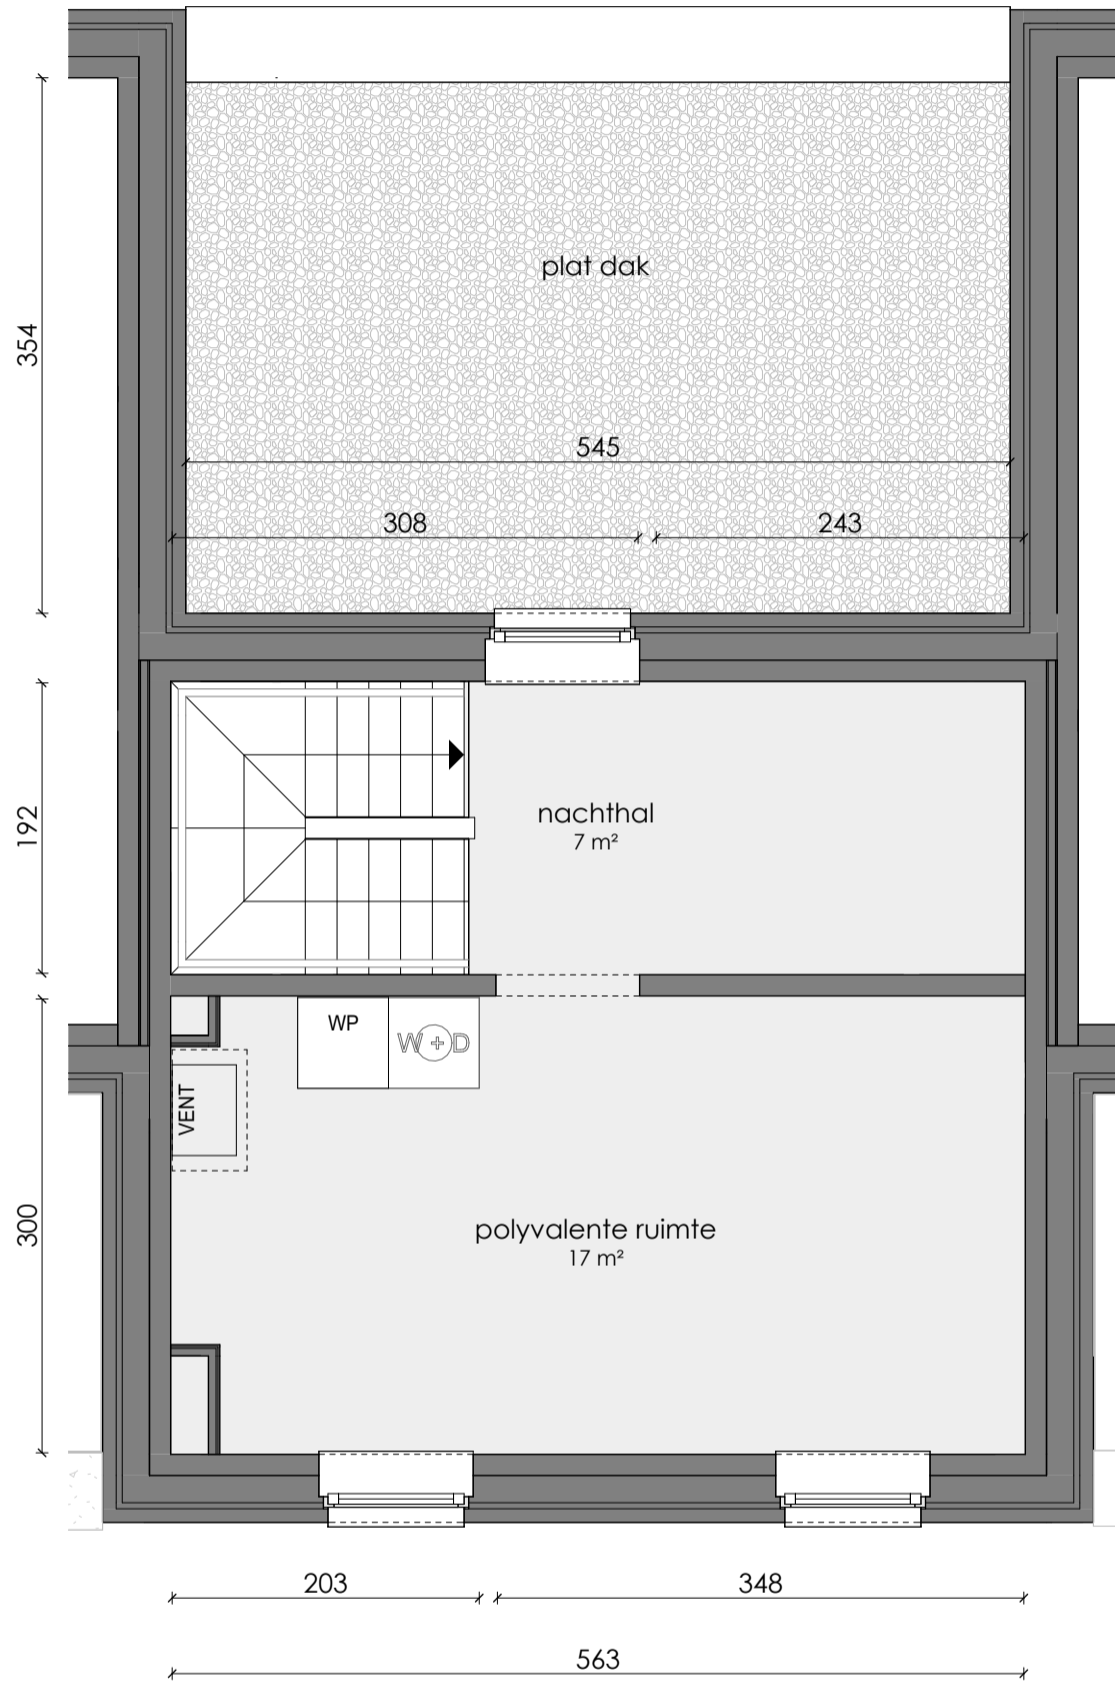 plat dak
354
545
308
243
nachthal
7 m²
192
WP
W+D
VENT
300
polyvalente ruimte
17 m²
203
348
563